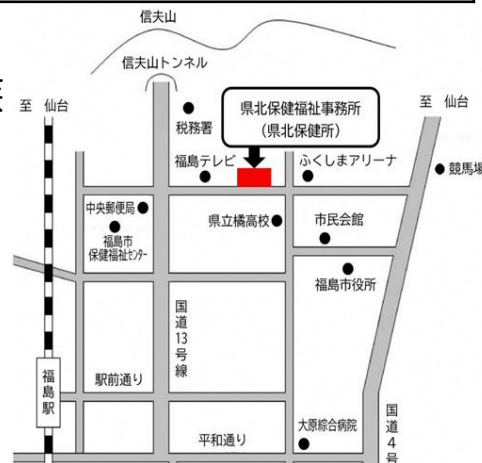 信夫山
信夫山トンネル
至 仙台
税務署
県北保健福祉事務所
（県北保健所）
至 仙台
福島テレビ
ふくしまアリーナ
競馬場
中央郵便局
県立橘高校
市民会館
福島市
保健福祉センター
福島市役所
国道13号線
福島駅
駅前通り
平和通り
大原綜合病院
国道4号